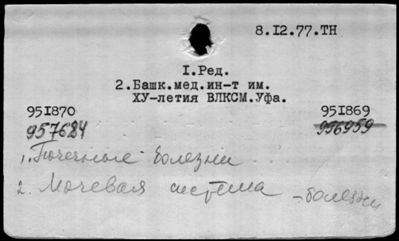 8.12.77.ТН
I.Ред.
2.Башк.мед.ин-т им.
ХУ-летия ВЛКСМ.Уфа.
951870 951869
957684 956959
1. Почечные болезни
2. Мочевая система - болезни